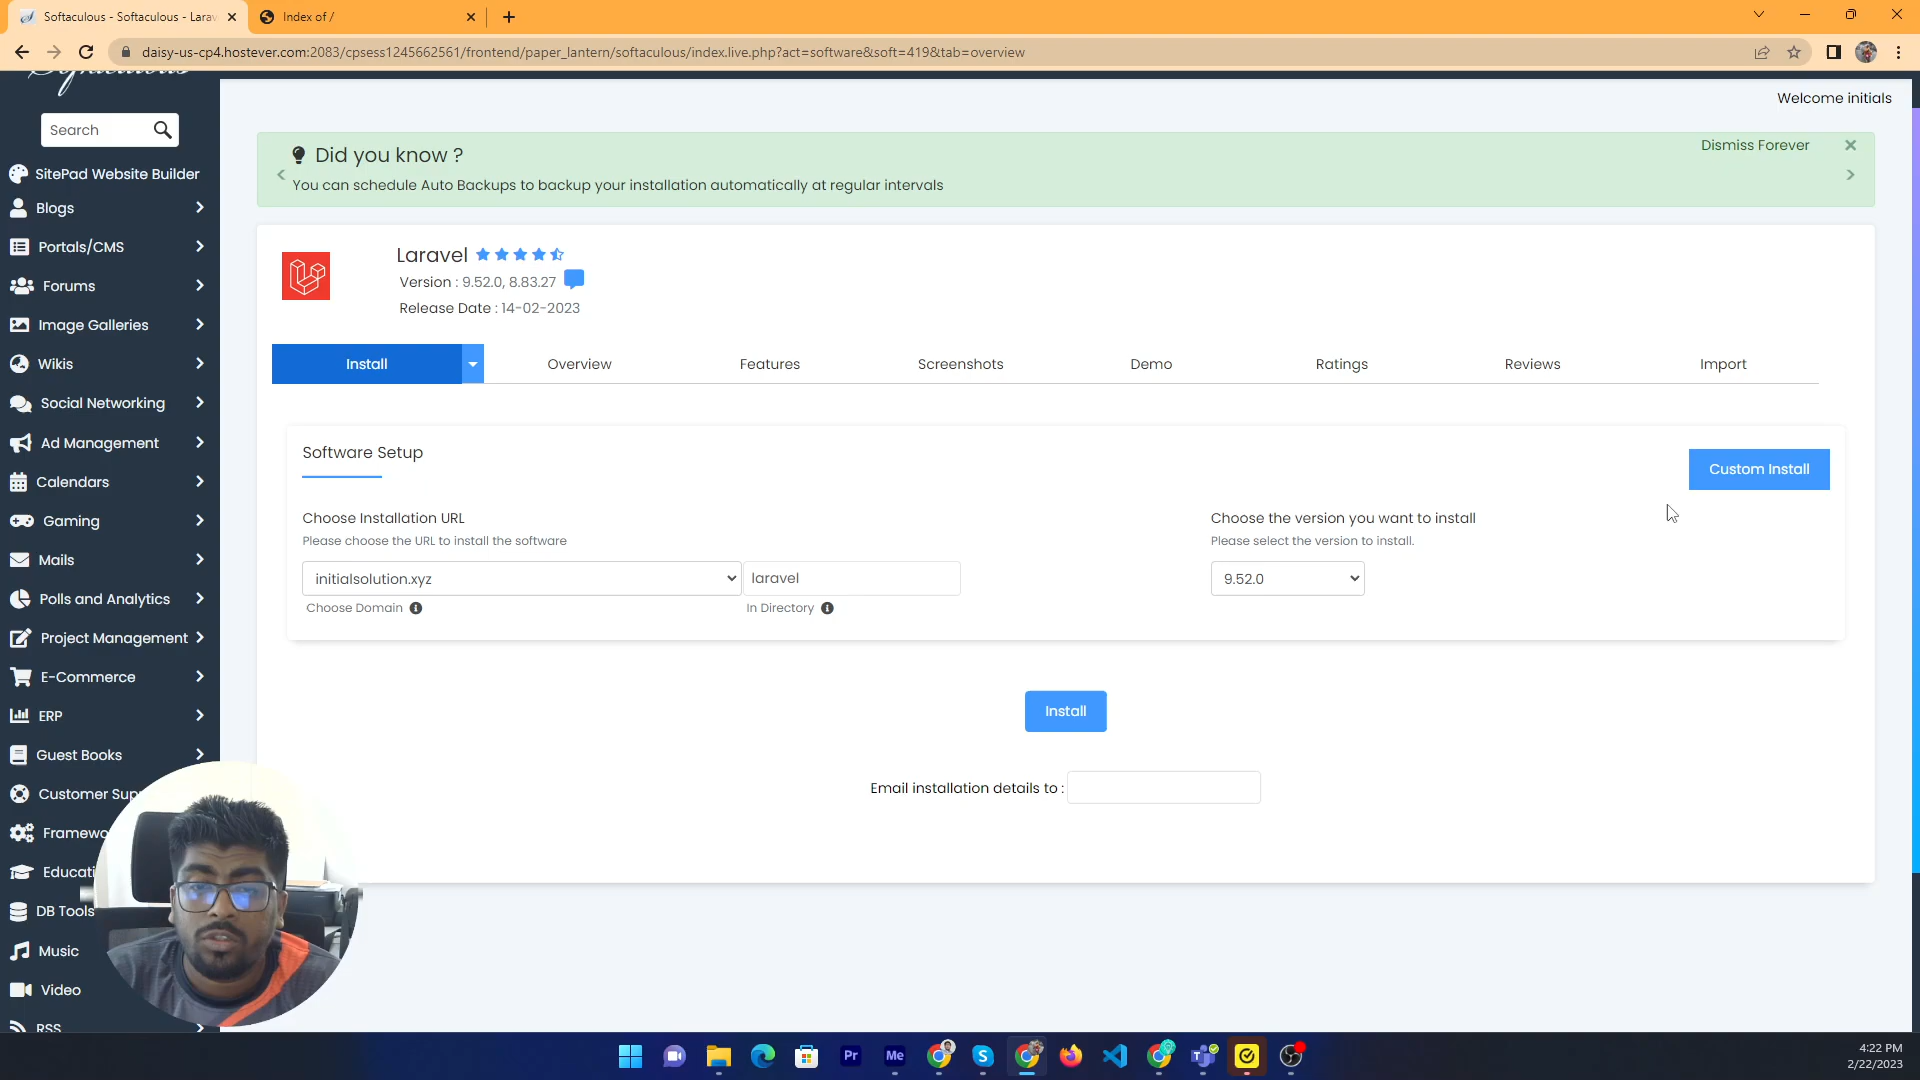 Softaculous - Softaculous - Larav
Index of /
daisy-us-cp4.hostever.com:2083/cpsess1245662561/frontend/paper_lantern/softaculous/index.live.php?act=software&soft=419&tab=overview
Softaculous
Welcome initials
Search
SitePad Website Builder
Blogs
Portals/CMS
Forums
Image Galleries
Wikis
Social Networking
Ad Management
Calendars
Gaming
Mails
Polls and Analytics
Project Management
E-Commerce
ERP
Guest Books
Customer Sup
Framewo
Educati
DB Tools
Music
Video
RSS
Did you know ?
Dismiss Forever
You can schedule Auto Backups to backup your installation automatically at regular intervals
Laravel
Version : 9.52.0, 8.83.27
Release Date : 14-02-2023
Install
Overview
Features
Screenshots
Demo
Ratings
Reviews
Import
Software Setup
Custom Install
Choose Installation URL
Please choose the URL to install the software
initialsolution.xyz
laravel
Choose Domain
In Directory
Choose the version you want to install
Please select the version to install.
9.52.0
Install
Email installation details to :
Pr
Me
4:22 PM
2/22/2023